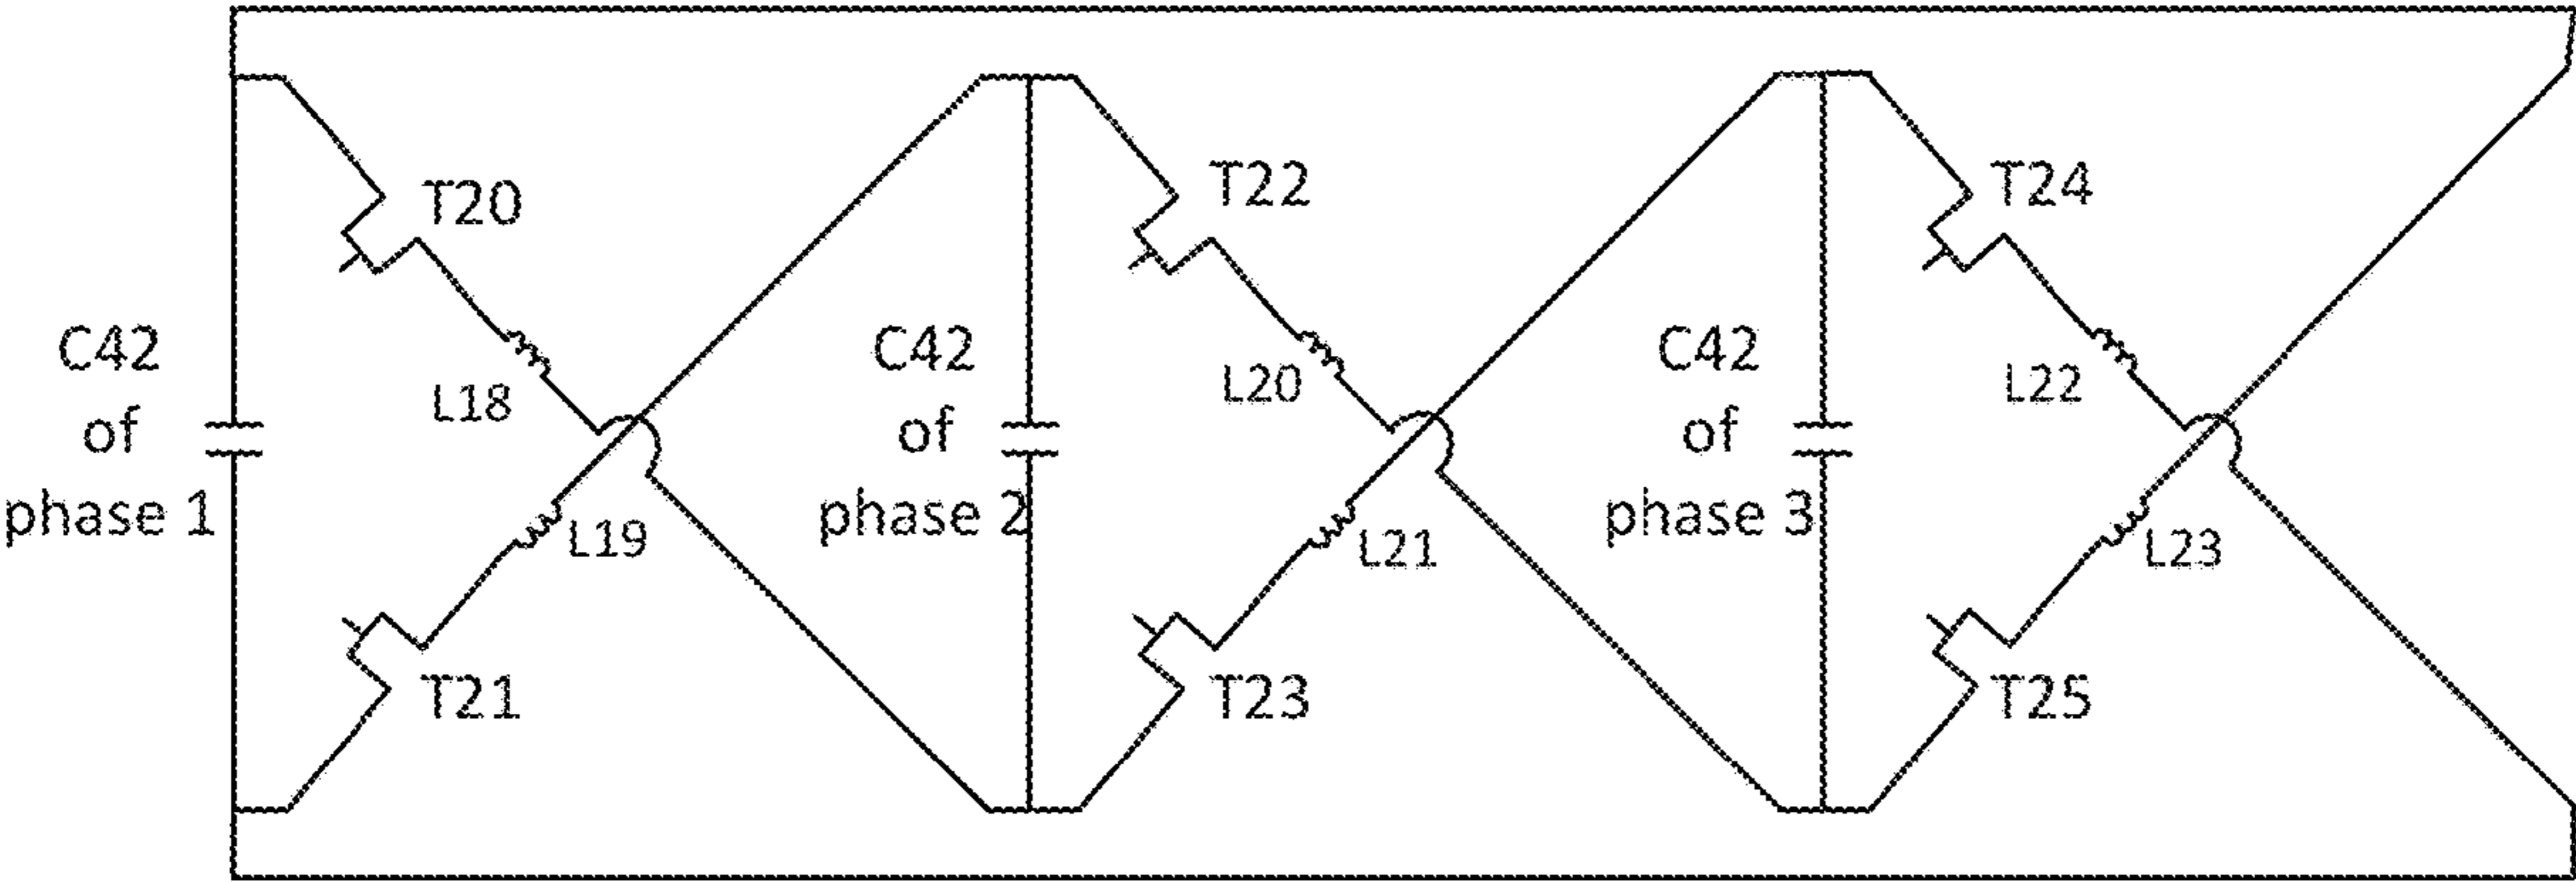 T20
T22
T24
C42
of
phase 1
L18
C42
of
phase 2
L20
C42
of
phase 3
L22
L19
L21
L23
T21
T23
T25